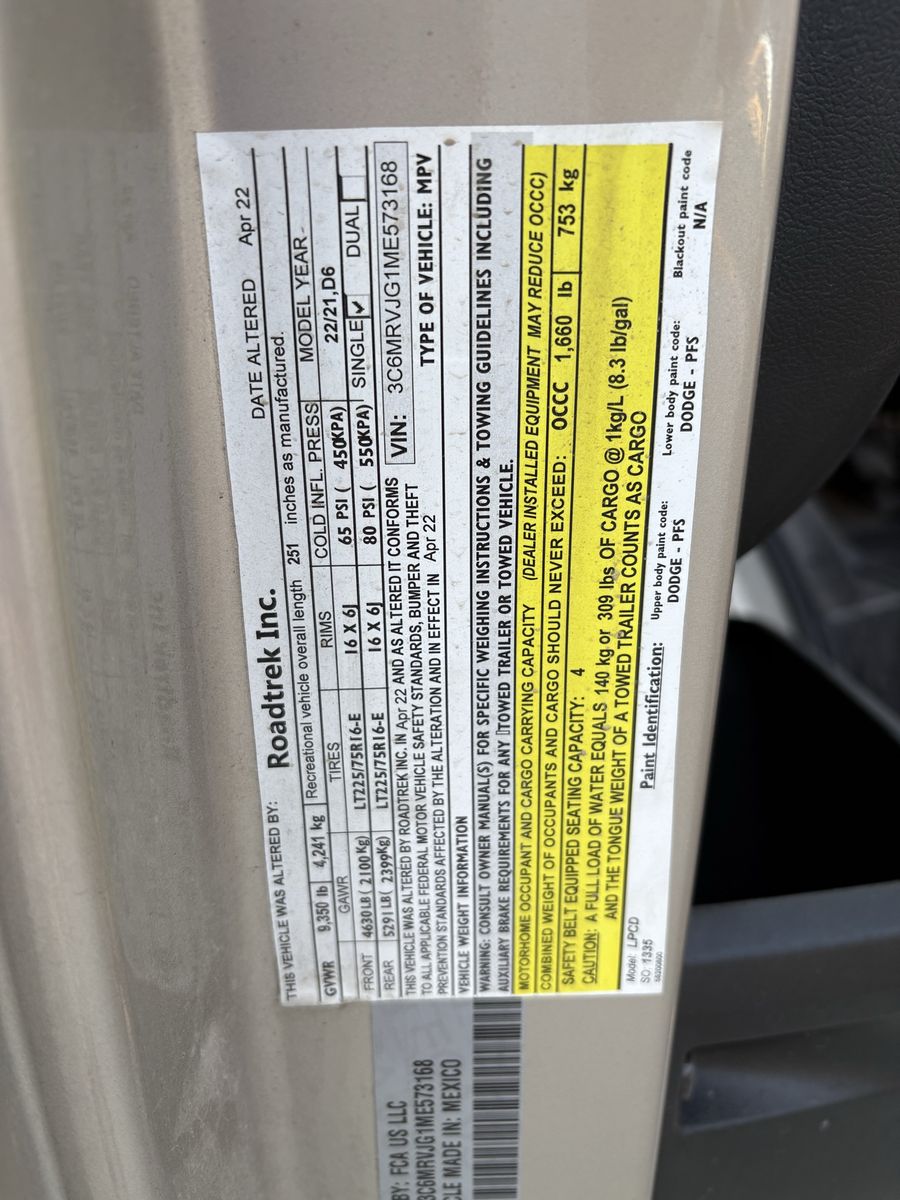 THIS VEHICLE WAS ALTERED BY: Roadtrek Inc. DATE ALTERED Apr 22
GVWR 9,350 lb 4,241 kg Recreational vehicle overall length 251 inches as manufactured.
GAWR TIRES RIMS COLD INFL. PRESS MODEL YEAR
22/21,D6
FRONT 4630LB ( 2100Kg) LT225/75R16-E 16 X 6J 65 PSI ( 450KPA)
SINGLE ✓ DUAL
REAR 5291LB ( 2399Kg) LT225/75R16-E 16 X 6J 80 PSI ( 550KPA)
THIS VEHICLE WAS ALTERED BY ROADTREK INC. IN Apr 22 AND AS ALTERED IT CONFORMS
TO ALL APPLICABLE FEDERAL MOTOR VEHICLE SAFETY STANDARDS, BUMPER AND THEFT
PREVENTION STANDARDS AFFECTED BY THE ALTERATION AND IN EFFECT IN Apr 22
VIN: 3C6MRVJG1ME573168
TYPE OF VEHICLE: MPV
VEHICLE WEIGHT INFORMATION
WARNING: CONSULT OWNER MANUAL(S) FOR SPECIFIC WEIGHING INSTRUCTIONS & TOWING GUIDELINES INCLUDING
AUXILIARY BRAKE REQUIREMENTS FOR ANY TOWED TRAILER OR TOWED VEHICLE.
MOTORHOME OCCUPANT AND CARGO CARRYING CAPACITY (DEALER INSTALLED EQUIPMENT MAY REDUCE OCCC)
COMBINED WEIGHT OF OCCUPANTS AND CARGO SHOULD NEVER EXCEED: OCCC 1,660 lb 753 kg
SAFETY BELT EQUIPPED SEATING CAPACITY: 4
CAUTION: A FULL LOAD OF WATER EQUALS 140 kg or 309 lbs OF CARGO @ 1kg/L (8.3 lb/gal)
AND THE TONGUE WEIGHT OF A TOWED TRAILER COUNTS AS CARGO
Model: LPCD
SO: 1335
Paint Identification:
Upper body paint code:
DODGE - PFS
Lower body paint code:
DODGE - PFS
Blackout paint code
N/A
BY: FCA US LLC
3C6MRVJG1ME573168
CLE MADE IN: MEXICO